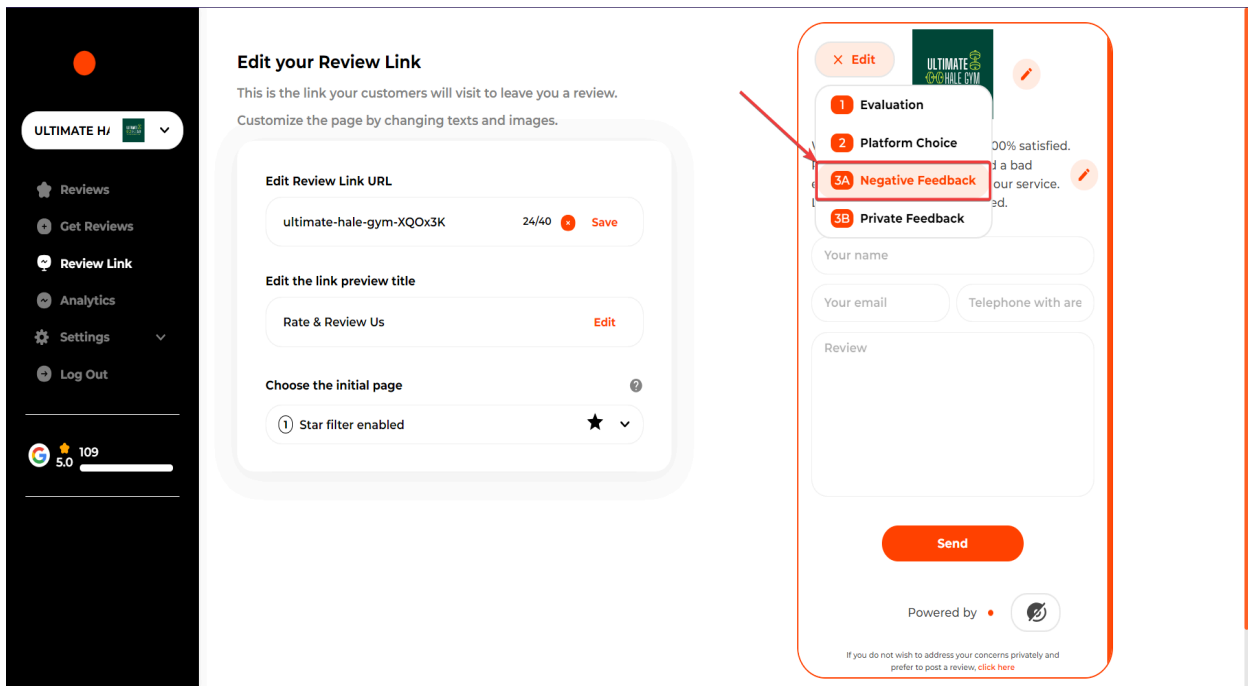 ULTIMATE H
Reviews
Get Reviews
Review Link
Analytics
Settings
Log Out
109
5.0
Edit your Review Link
This is the link your customers will visit to leave you a review.
Customize the page by changing texts and images.
Edit Review Link URL
ultimate-hale-gym-XQOx3K 24/40 Save
Edit the link preview title
Rate & Review Us Edit
Choose the initial page ?
1 Star filter enabled
Edit
ULTIMATE
HALE GYM
1 Evaluation
2 Platform Choice
3A Negative Feedback
3B Private Feedback
00% satisfied.
a bad
our service.
Your name
Your email Telephone with are
Review
Send
Powered by
If you do not wish to address your concerns privately and
prefer to post a review, click here